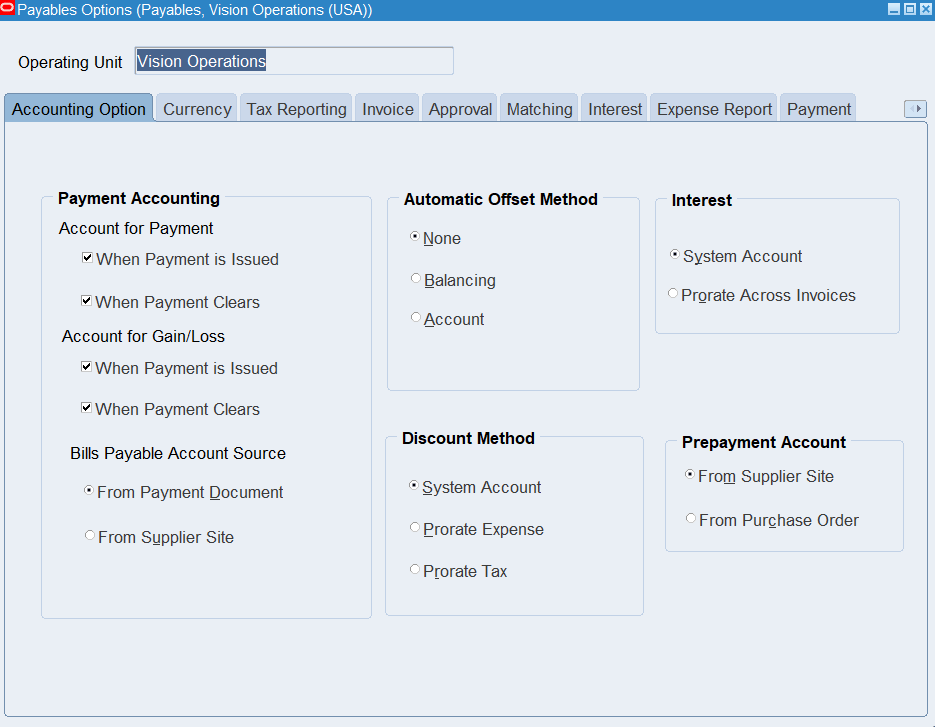 Payables Options (Payables, Vision Operations (USA))
Operating Unit Vision Operations
Accounting Option Currency Tax Reporting Invoice Approval Matching Interest Expense Report Payment
Payment Accounting
Account for Payment
When Payment is Issued
When Payment Clears
Account for Gain/Loss
When Payment is Issued
When Payment Clears
Bills Payable Account Source
From Payment Document
From Supplier Site
Automatic Offset Method
None
Balancing
Account
Interest
System Account
Prorate Across Invoices
Discount Method
System Account
Prorate Expense
Prorate Tax
Prepayment Account
From Supplier Site
From Purchase Order